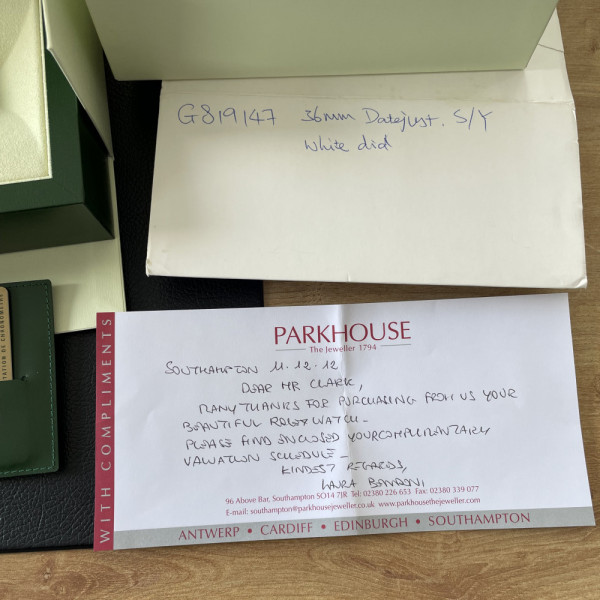 G819147 36mm Datejust. S/Y
White dial
PARKHOUSE
The Jeweller 1794
WITH COMPLIMENTS
SOUTHAMPTON 11.12.12
DEAR MR CLARK,
MANY THANKS FOR PURCHASING FROM US YOUR
BEAUTIFUL ROLEX WATCH.
PLEASE FIND ENCLOSED YOUR COMPLIMENTARY
VALUATION SCHEDULE.
KINDEST REGARDS,
LAURA
96 Above Bar, Southampton SO14 7JR Tel: 02380 226 653 Fax: 02380 339 077
E-mail: southampton@parkhousejeweller.co.uk www.parkhousethejeweller.com
ANTWERP • CARDIFF • EDINBURGH • SOUTHAMPTON